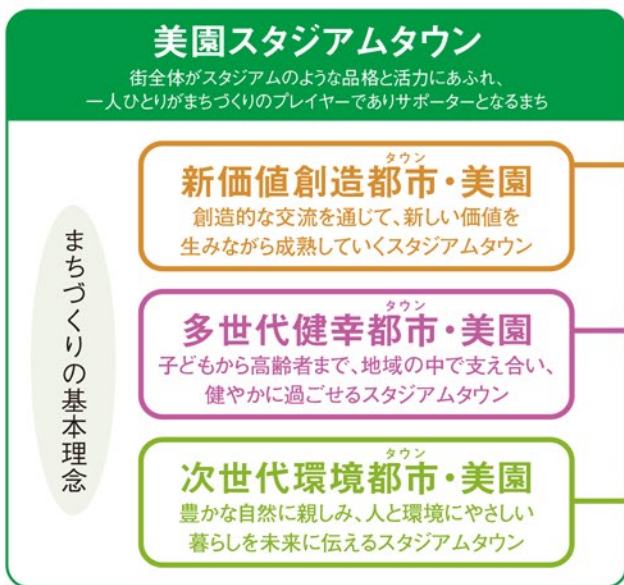 美園スタジアムタウン
街全体がスタジアムのような品格と活力にあふれ、
一人ひとりがまちづくりのプレイヤーでありサポーターとなるまち
まちづくりの基本理念
タウン
新価値創造都市・美園
創造的な交流を通じて、新しい価値を
生みながら成熟していくスタジアムタウン
タウン
多世代健幸都市・美園
子どもから高齢者まで、地域の中で支え合い、
健やかに過ごせるスタジアムタウン
タウン
次世代環境都市・美園
豊かな自然に親しみ、人と環境にやさしい
暮らしを未来に伝えるスタジアムタウン